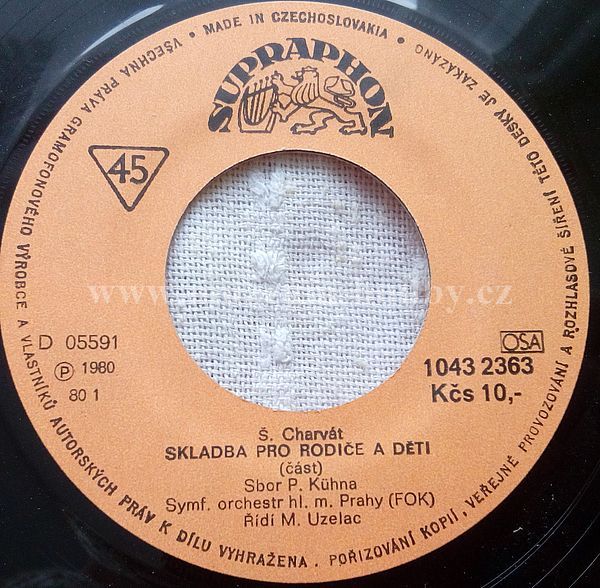 VŠECHNA PRÁVA GRAMOFONOVÉHO VÝROBCE A VLASTNÍKŮ AUTORSKÝCH PRÁV K DÍLU VYHRAŽENA. POŘIZOVÁNÍ KOPIÍ, VEŘEJNÉ PROVOZOVÁNÍ A ROZHLASOVÉ ŠÍŘENÍ TÉTO DESKY JE ZAKÁZÁNO
• MADE IN CZECHOSLOVAKIA •
SUPRAPHON
45
D 05591
OSA
Ⓟ 1980
1043 2363
80 1
Kčs 10,-
Š. Charvát
SKLADBA PRO RODIČE A DĚTI
(část)
Sbor P. Kühna
Symf. orchestr hl. m. Prahy (FOK)
Řídí M. Uzelac